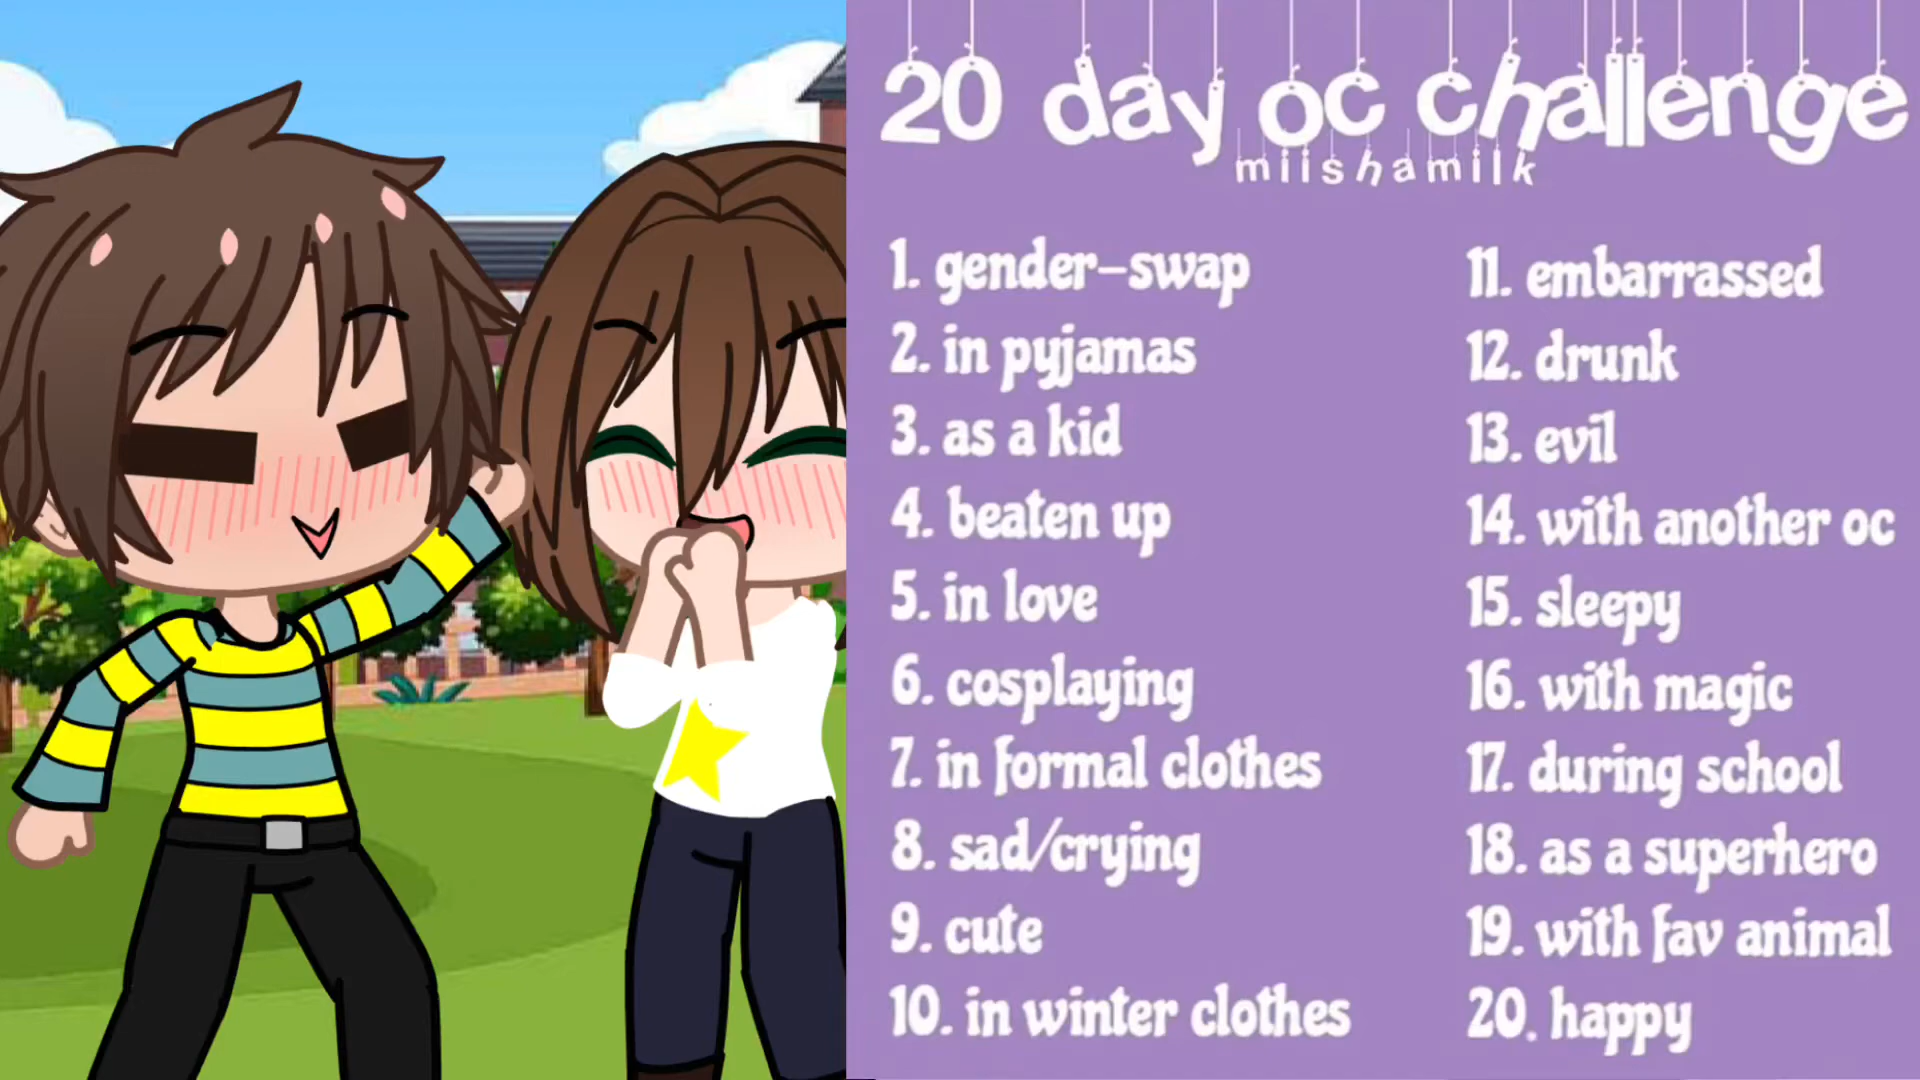 20 day oc challenge
miishamilk
1. gender-swap
2. in pyjamas
3. as a kid
4. beaten up
5. in love
6. cosplaying
7. in formal clothes
8. sad/crying
9. cute
10. in winter clothes
11. embarrassed
12. drunk
13. evil
14. with another oc
15. sleepy
16. with magic
17. during school
18. as a superhero
19. with fav animal
20. happy